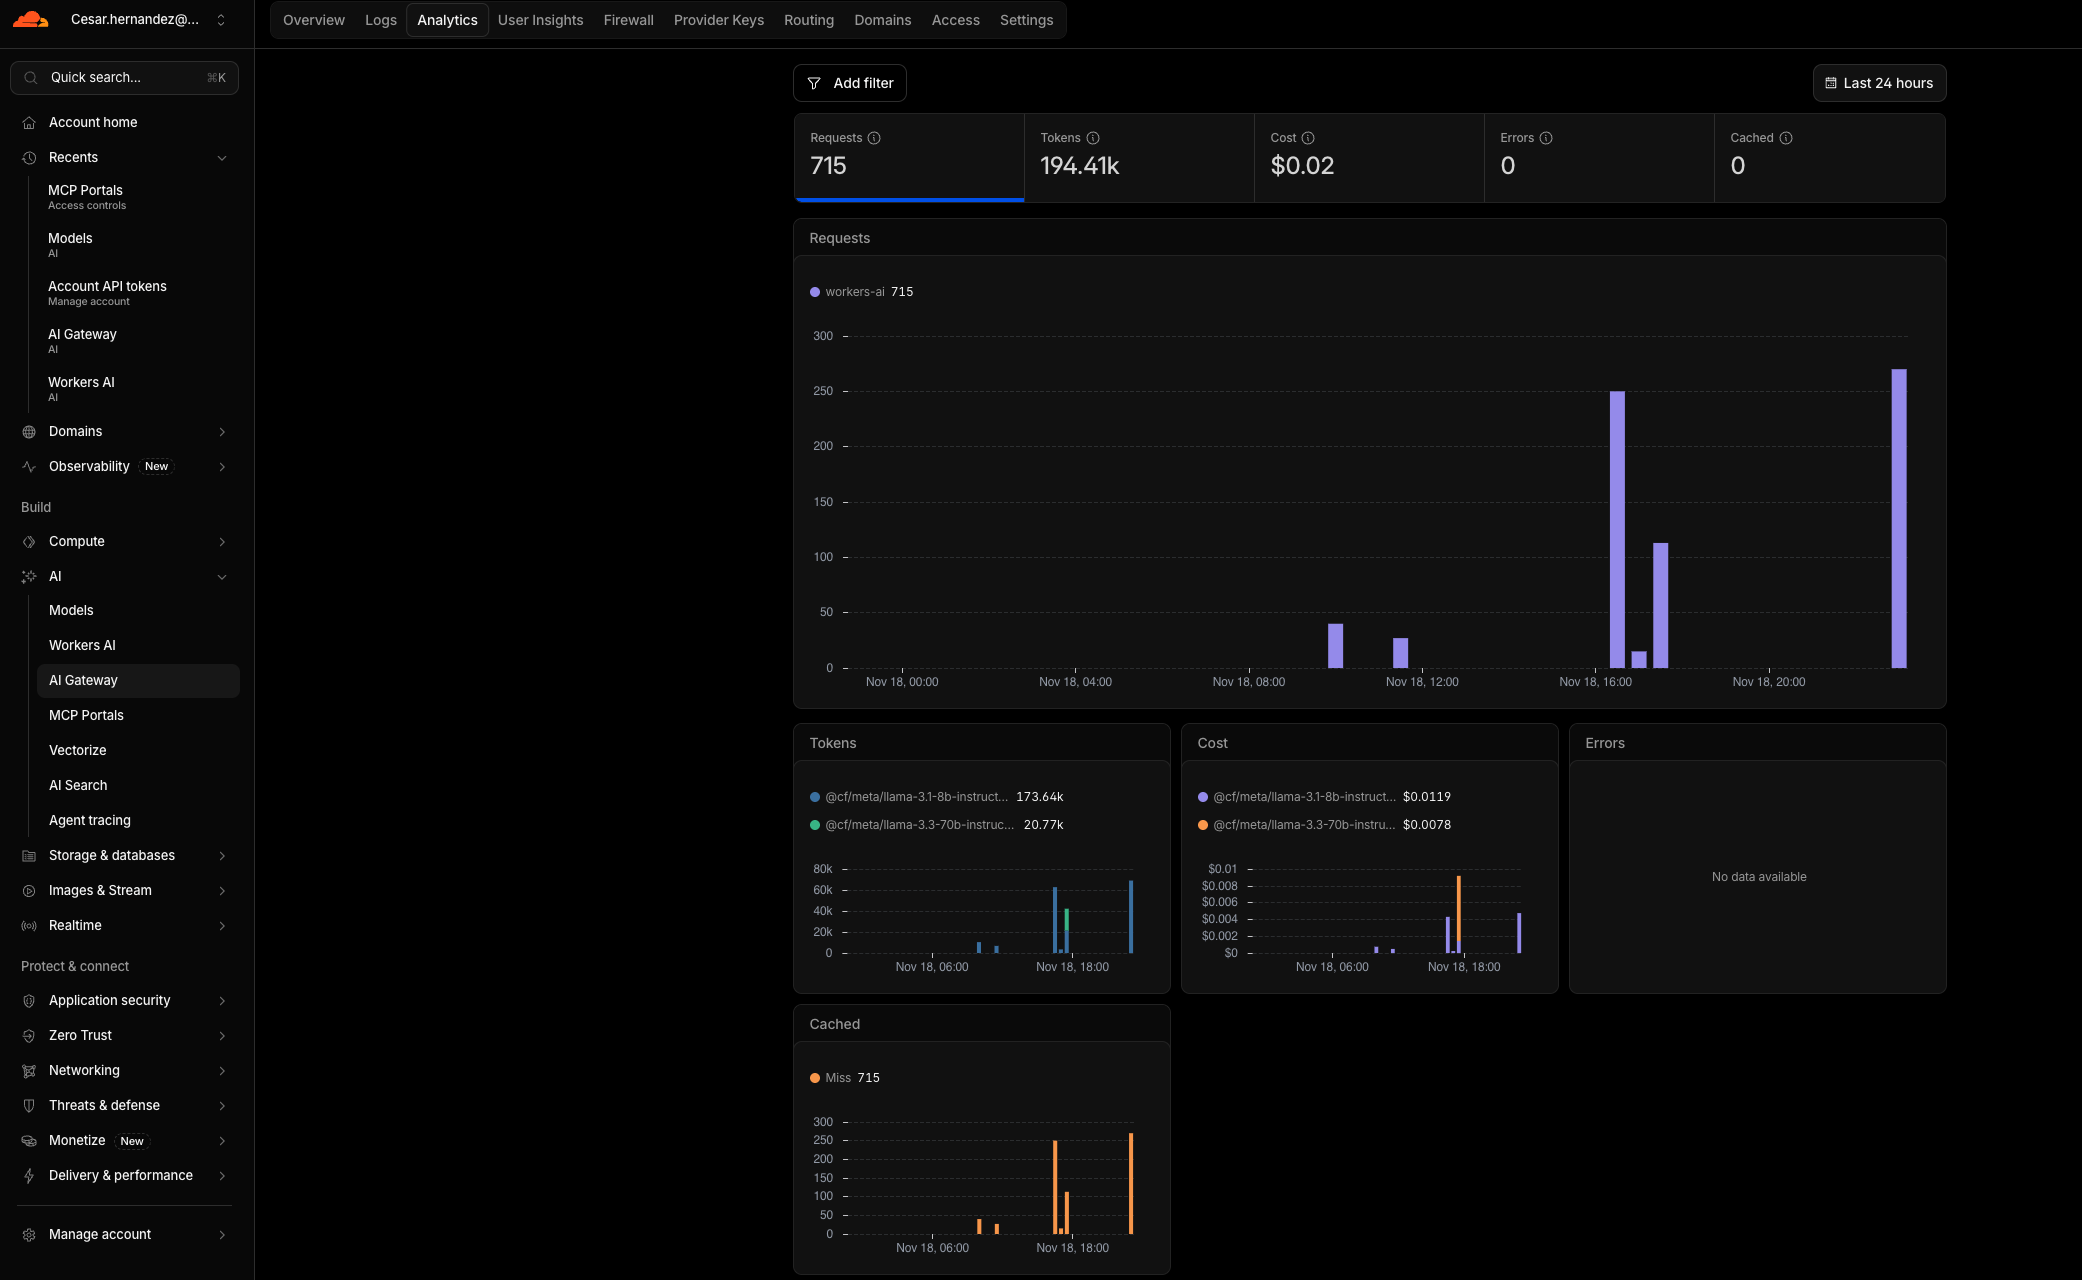 Cesar.hernandez@...
Overview Logs Analytics User Insights Firewall Provider Keys Routing Domains Access Settings
Quick search... ⌘K
Account home
Recents
MCP Portals
Access controls
Models
AI
Account API tokens
Manage account
AI Gateway
AI
Workers AI
AI
Domains
Observability New
Build
Compute
AI
Models
Workers AI
AI Gateway
MCP Portals
Vectorize
AI Search
Agent tracing
Storage & databases
Images & Stream
Realtime
Protect & connect
Application security
Zero Trust
Networking
Threats & defense
Monetize New
Delivery & performance
Manage account
Add filter
Last 24 hours
Requests
715
Tokens
194.41k
Cost
$0.02
Errors
0
Cached
0
Requests
workers-ai 715
300
250
200
150
100
50
0
Nov 18, 00:00 Nov 18, 04:00 Nov 18, 08:00 Nov 18, 12:00 Nov 18, 16:00 Nov 18, 20:00
Tokens
@cf/meta/llama-3.1-8b-instruct... 173.64k
@cf/meta/llama-3.3-70b-instruc... 20.77k
80k
60k
40k
20k
0
Nov 18, 06:00 Nov 18, 18:00
Cost
@cf/meta/llama-3.1-8b-instruct... $0.0119
@cf/meta/llama-3.3-70b-instru... $0.0078
$0.01
$0.008
$0.006
$0.004
$0.002
$0
Nov 18, 06:00 Nov 18, 18:00
Errors
No data available
Cached
Miss 715
300
250
200
150
100
50
0
Nov 18, 06:00 Nov 18, 18:00